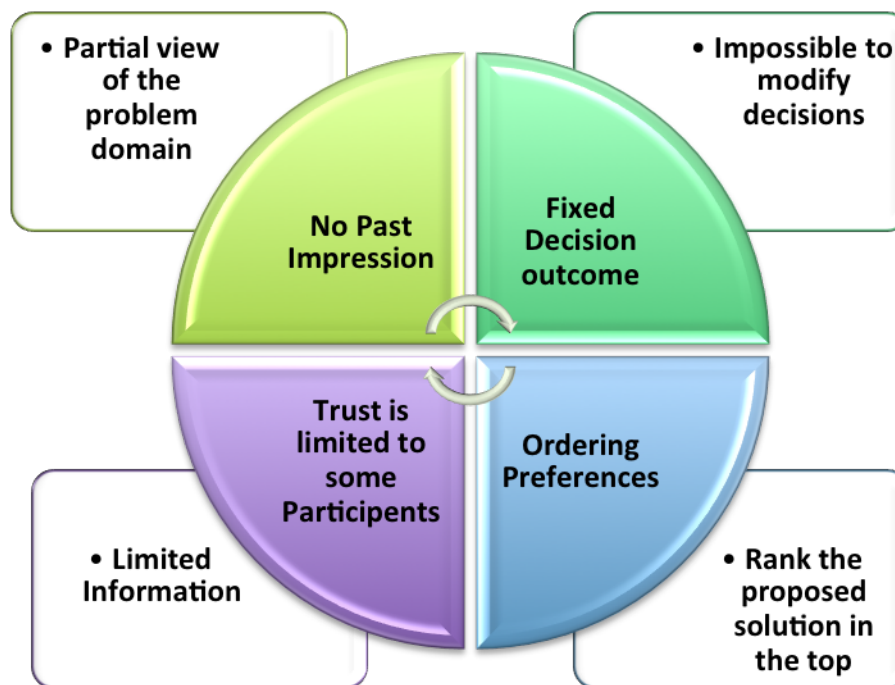 • Partial view
of the
problem
domain
• Impossible to
modify
decisions
No Past
Impression
Fixed
Decision
outcome
Trust is
limited to
some
Participents
Ordering
Preferences
• Limited
Information
• Rank the
proposed
solution in
the top